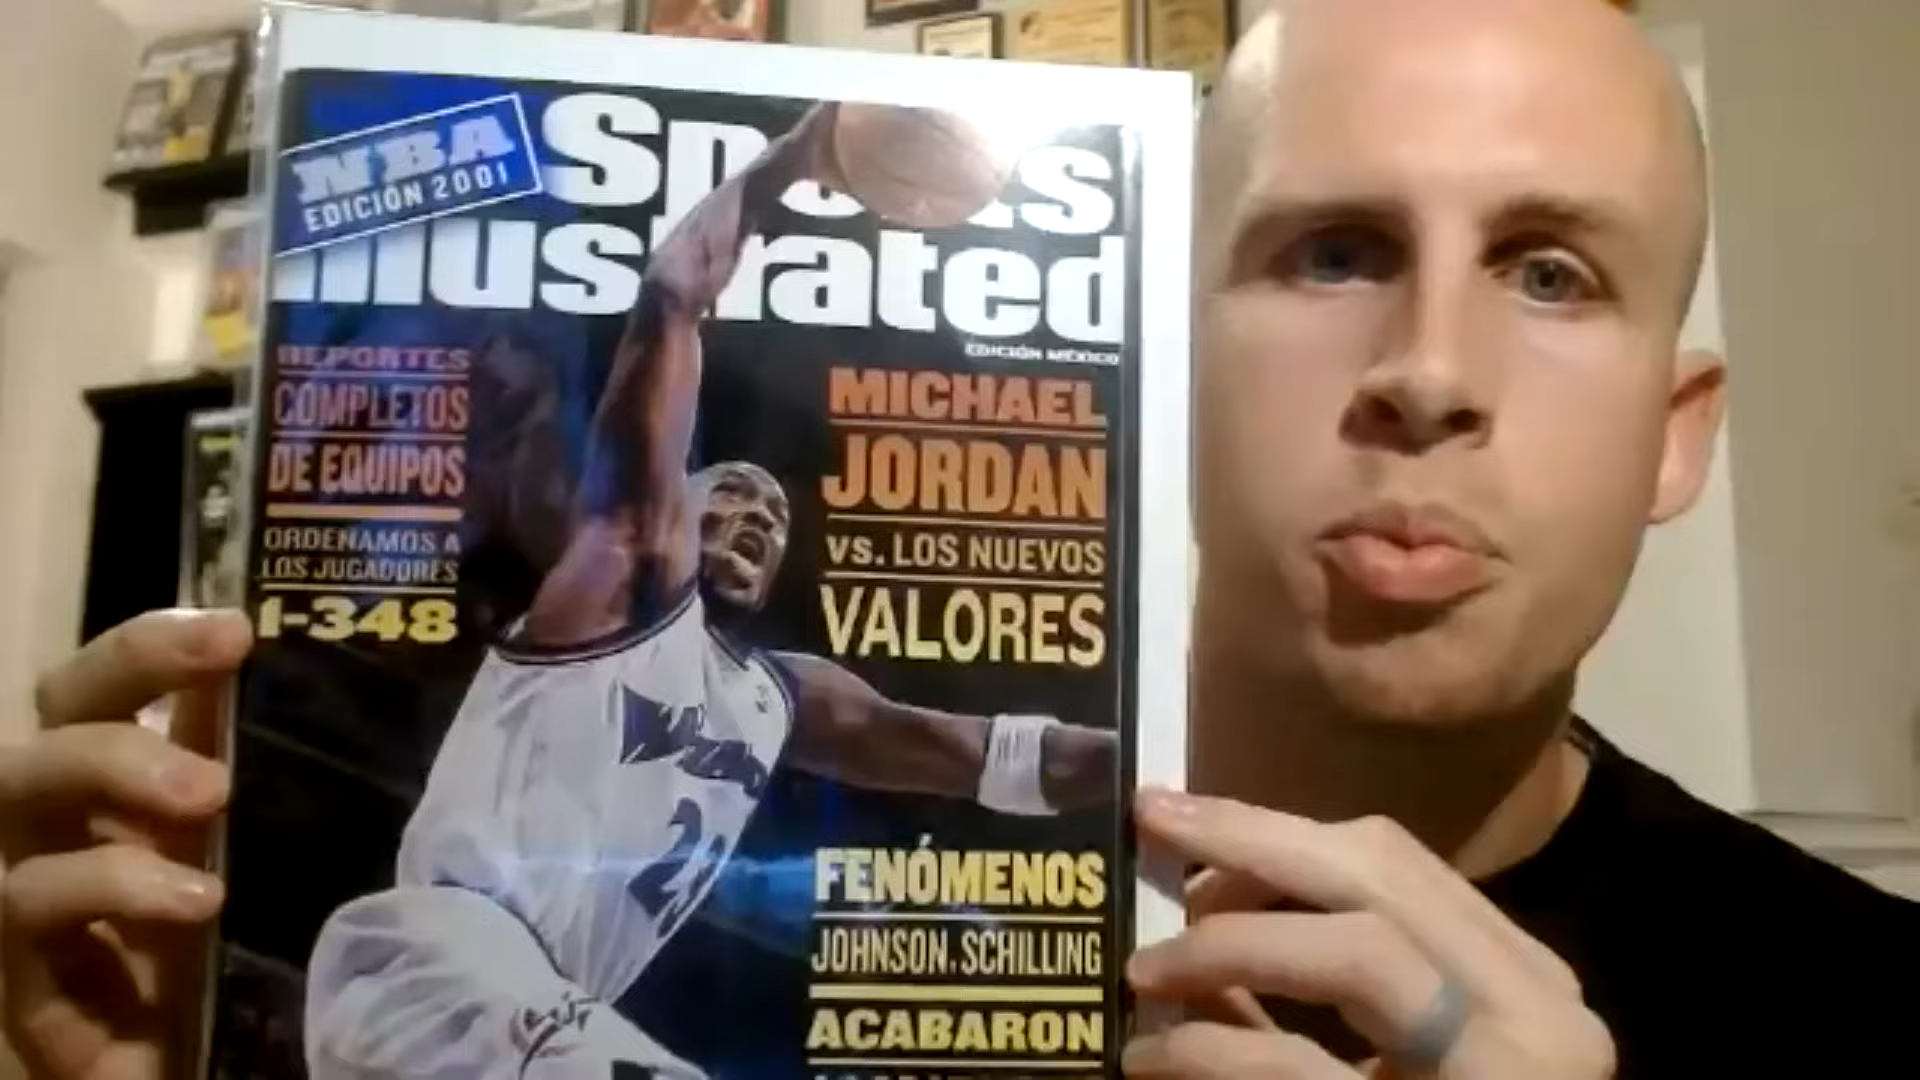 NBA
EDICIÓN 2001
Sports
Illustrated
EDICIÓN MÉXICO
REPORTES
COMPLETOS
DE EQUIPOS
ORDENAMOS A
LOS JUGADORES
1-348
MICHAEL
JORDAN
vs. LOS NUEVOS
VALORES
FENÓMENOS
JOHNSON, SCHILLING
ACABARON